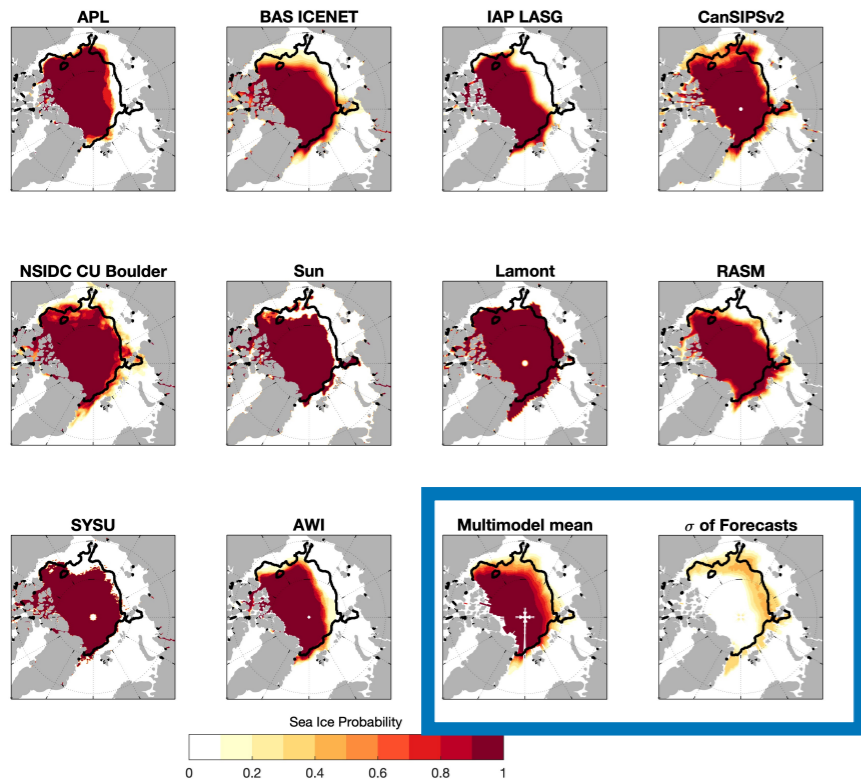 APL BAS ICENET IAP LASG CanSIPSv2
NSIDC CU Boulder Sun Lamont RASM
SYSU AWI Multimodel mean σ of Forecasts
Sea Ice Probability
0 0.2 0.4 0.6 0.8 1